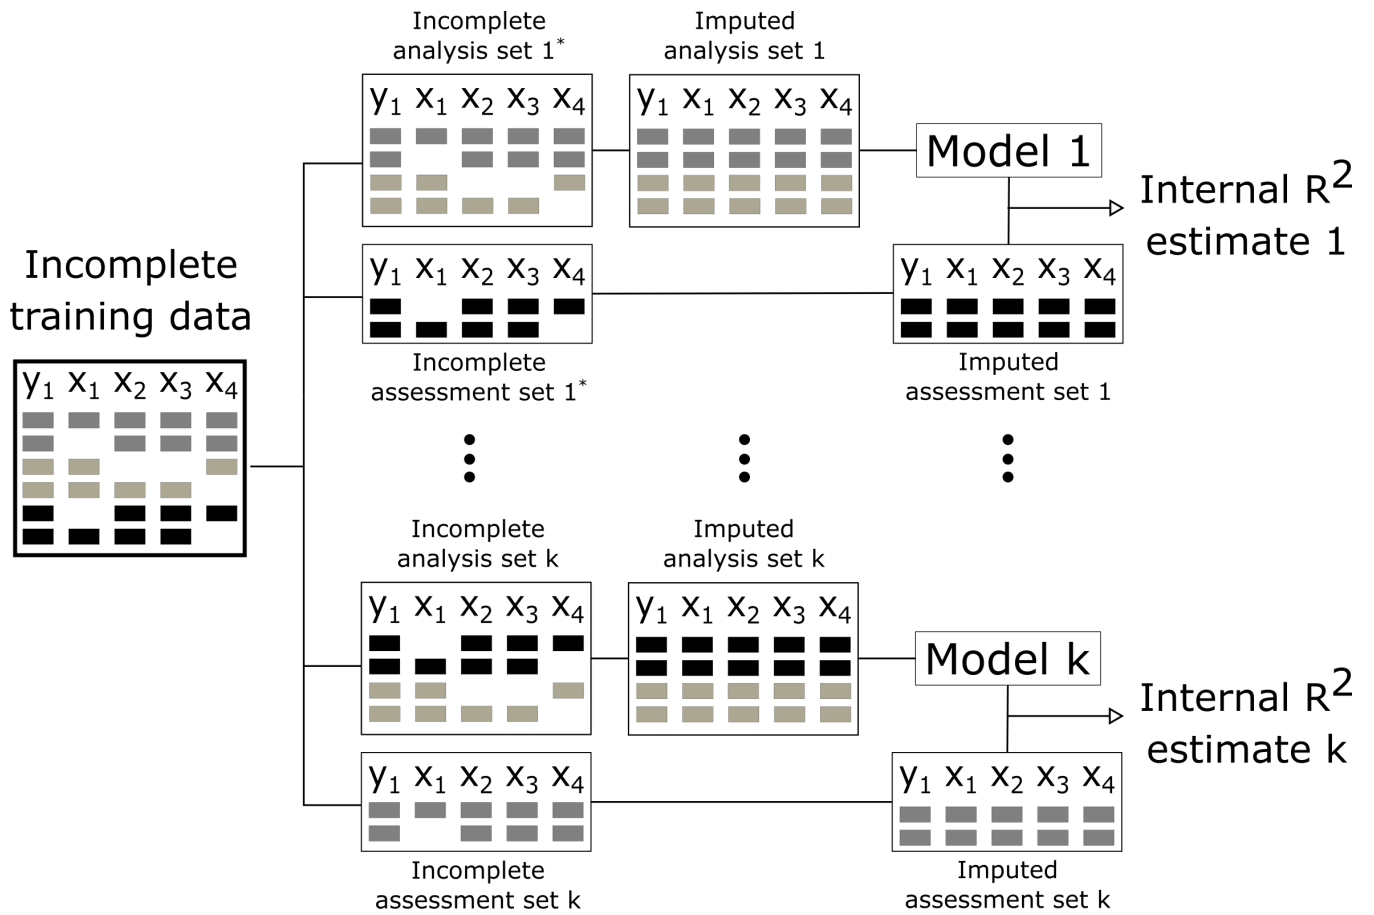 Incomplete
training data
y1 x1 x2 x3 x4
Incomplete
analysis set 1*
y1 x1 x2 x3 x4
Imputed
analysis set 1
y1 x1 x2 x3 x4
Model 1
Internal R2
estimate 1
y1 x1 x2 x3 x4
Incomplete
assessment set 1*
y1 x1 x2 x3 x4
Imputed
assessment set 1
Incomplete
analysis set k
y1 x1 x2 x3 x4
Imputed
analysis set k
y1 x1 x2 x3 x4
Model k
Internal R2
estimate k
y1 x1 x2 x3 x4
Incomplete
assessment set k
y1 x1 x2 x3 x4
Imputed
assessment set k